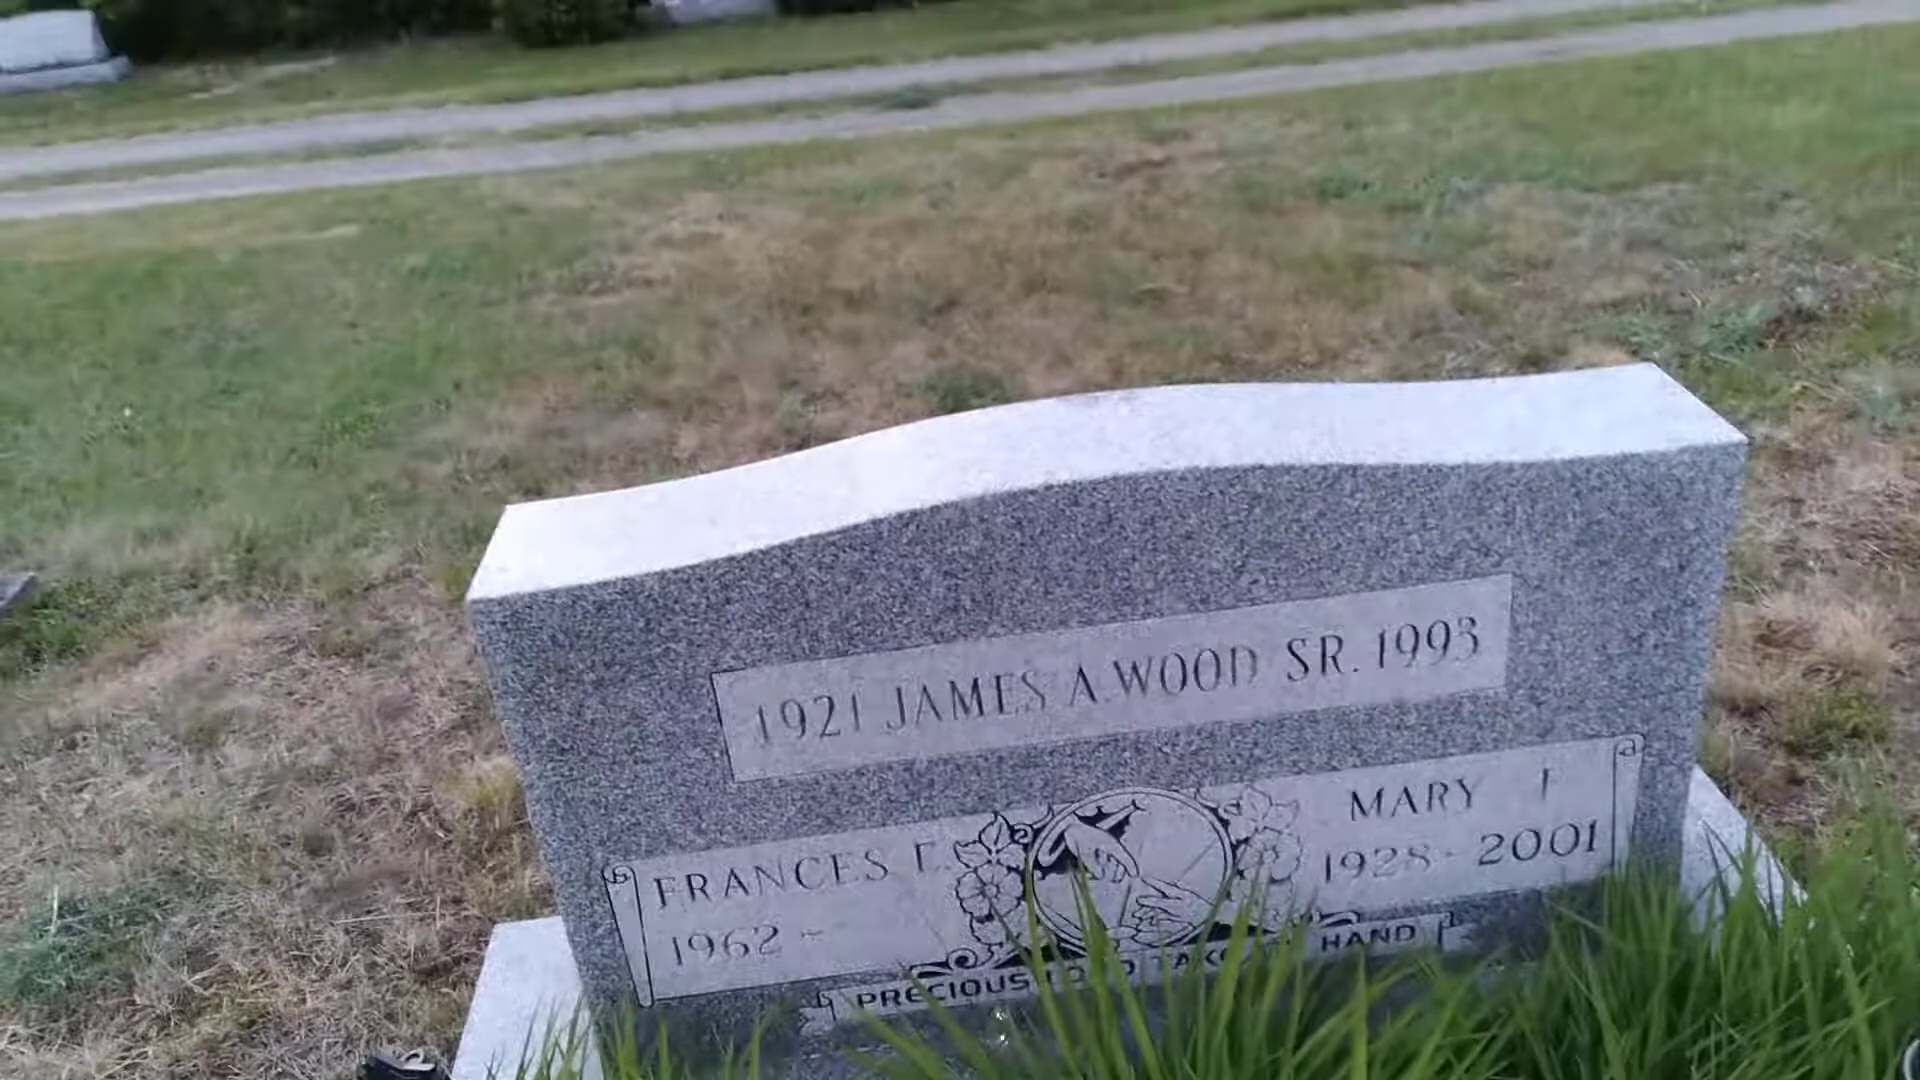 1921 JAMES A. WOOD SR. 1993
FRANCES E.
1962 -
MARY
1928 - 2001
PRECIOUS HAND